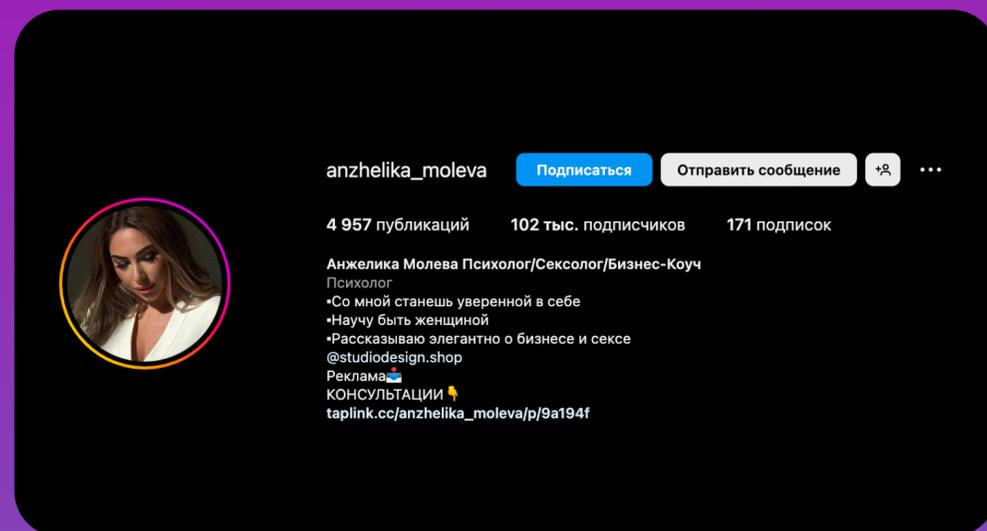 anzhelika_moleva Подписаться Отправить сообщение
4 957 публикаций 102 тыс. подписчиков 171 подписок
Анжелика Молева Психолог/Сексолог/Бизнес-Коуч
Психолог
▪️Со мной станешь уверенной в себе
▪️Научу быть женщиной
▪️Рассказываю элегантно о бизнесе и сексе
@studiodesign.shop
Реклама📥
КОНСУЛЬТАЦИИ👇
taplink.cc/anzhelika_moleva/p/9a194f